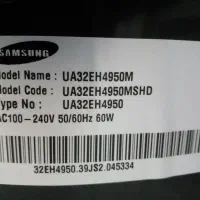 SAMSUNG
Model Name : UA32EH4950M
Model Code : UA32EH4950MSHD
Type No : UA32EH4950
AC100-240V 50/60Hz 60W
32EH4950.39JS2.045334